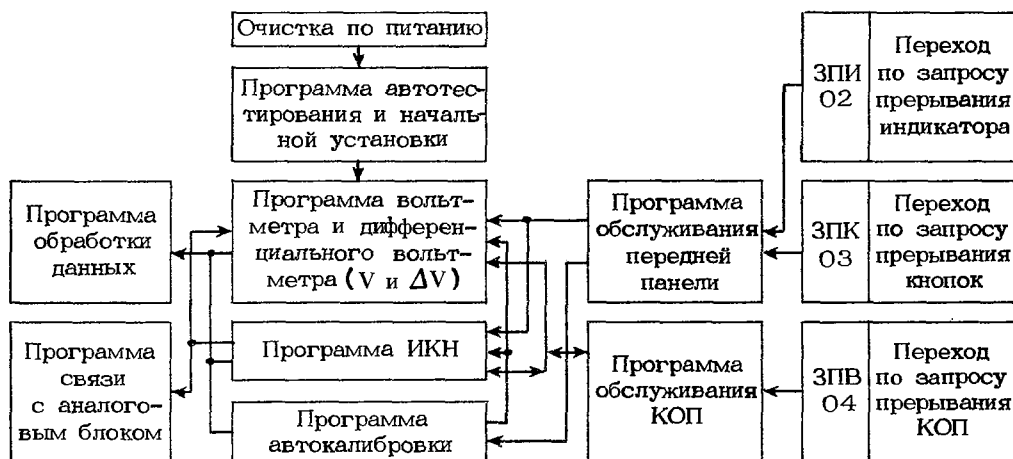 Очистка по питанию
Программа автотес-
тирования и началь-
ной установки
Программа вольт-
метра и дифферен-
циального вольт-
метра (V и ΔV)
Программа ИКН
Программа
автокалибровки
Программа
обработки
данных
Программа
связи
с аналого-
вым блоком
Программа
обслуживания
передней
панели
Программа
обслуживания
КОП
ЗПИ
02
Переход
по запросу
прерывания
индикатора
ЗПК
03
Переход
по запросу
прерывания
кнопок
ЗПВ
04
Переход
по запросу
прерывания
КОП